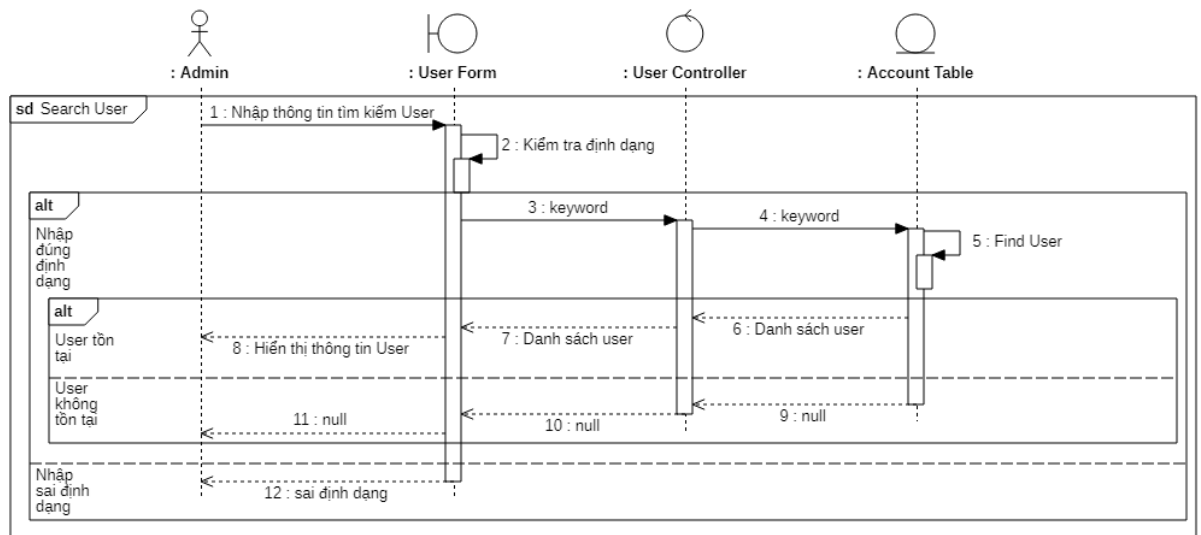 : Admin
: User Form
: User Controller
: Account Table
sd Search User
1 : Nhập thông tin tìm kiếm User
2 : Kiểm tra định dạng
alt
Nhập
đúng
định
dạng
3 : keyword
4 : keyword
5 : Find User
alt
User tồn
tại
6 : Danh sách user
7 : Danh sách user
8 : Hiển thị thông tin User
User
không
tồn tại
9 : null
10 : null
11 : null
Nhập
sai định
dạng
12 : sai định dạng